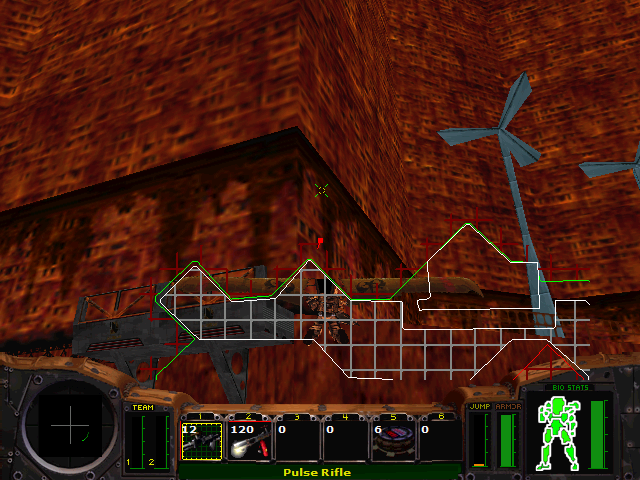 TEAM
1 2
1 2 3 4 5 6
12 120 0 0 6 0
JUMP ARMOR
BIO STATS
Pulse Rifle